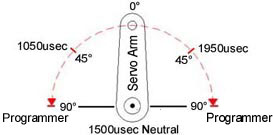 0°
1050usec
1950usec
45°
45°
Servo Arm
90°
90°
Programmer
Programmer
1500usec Neutral